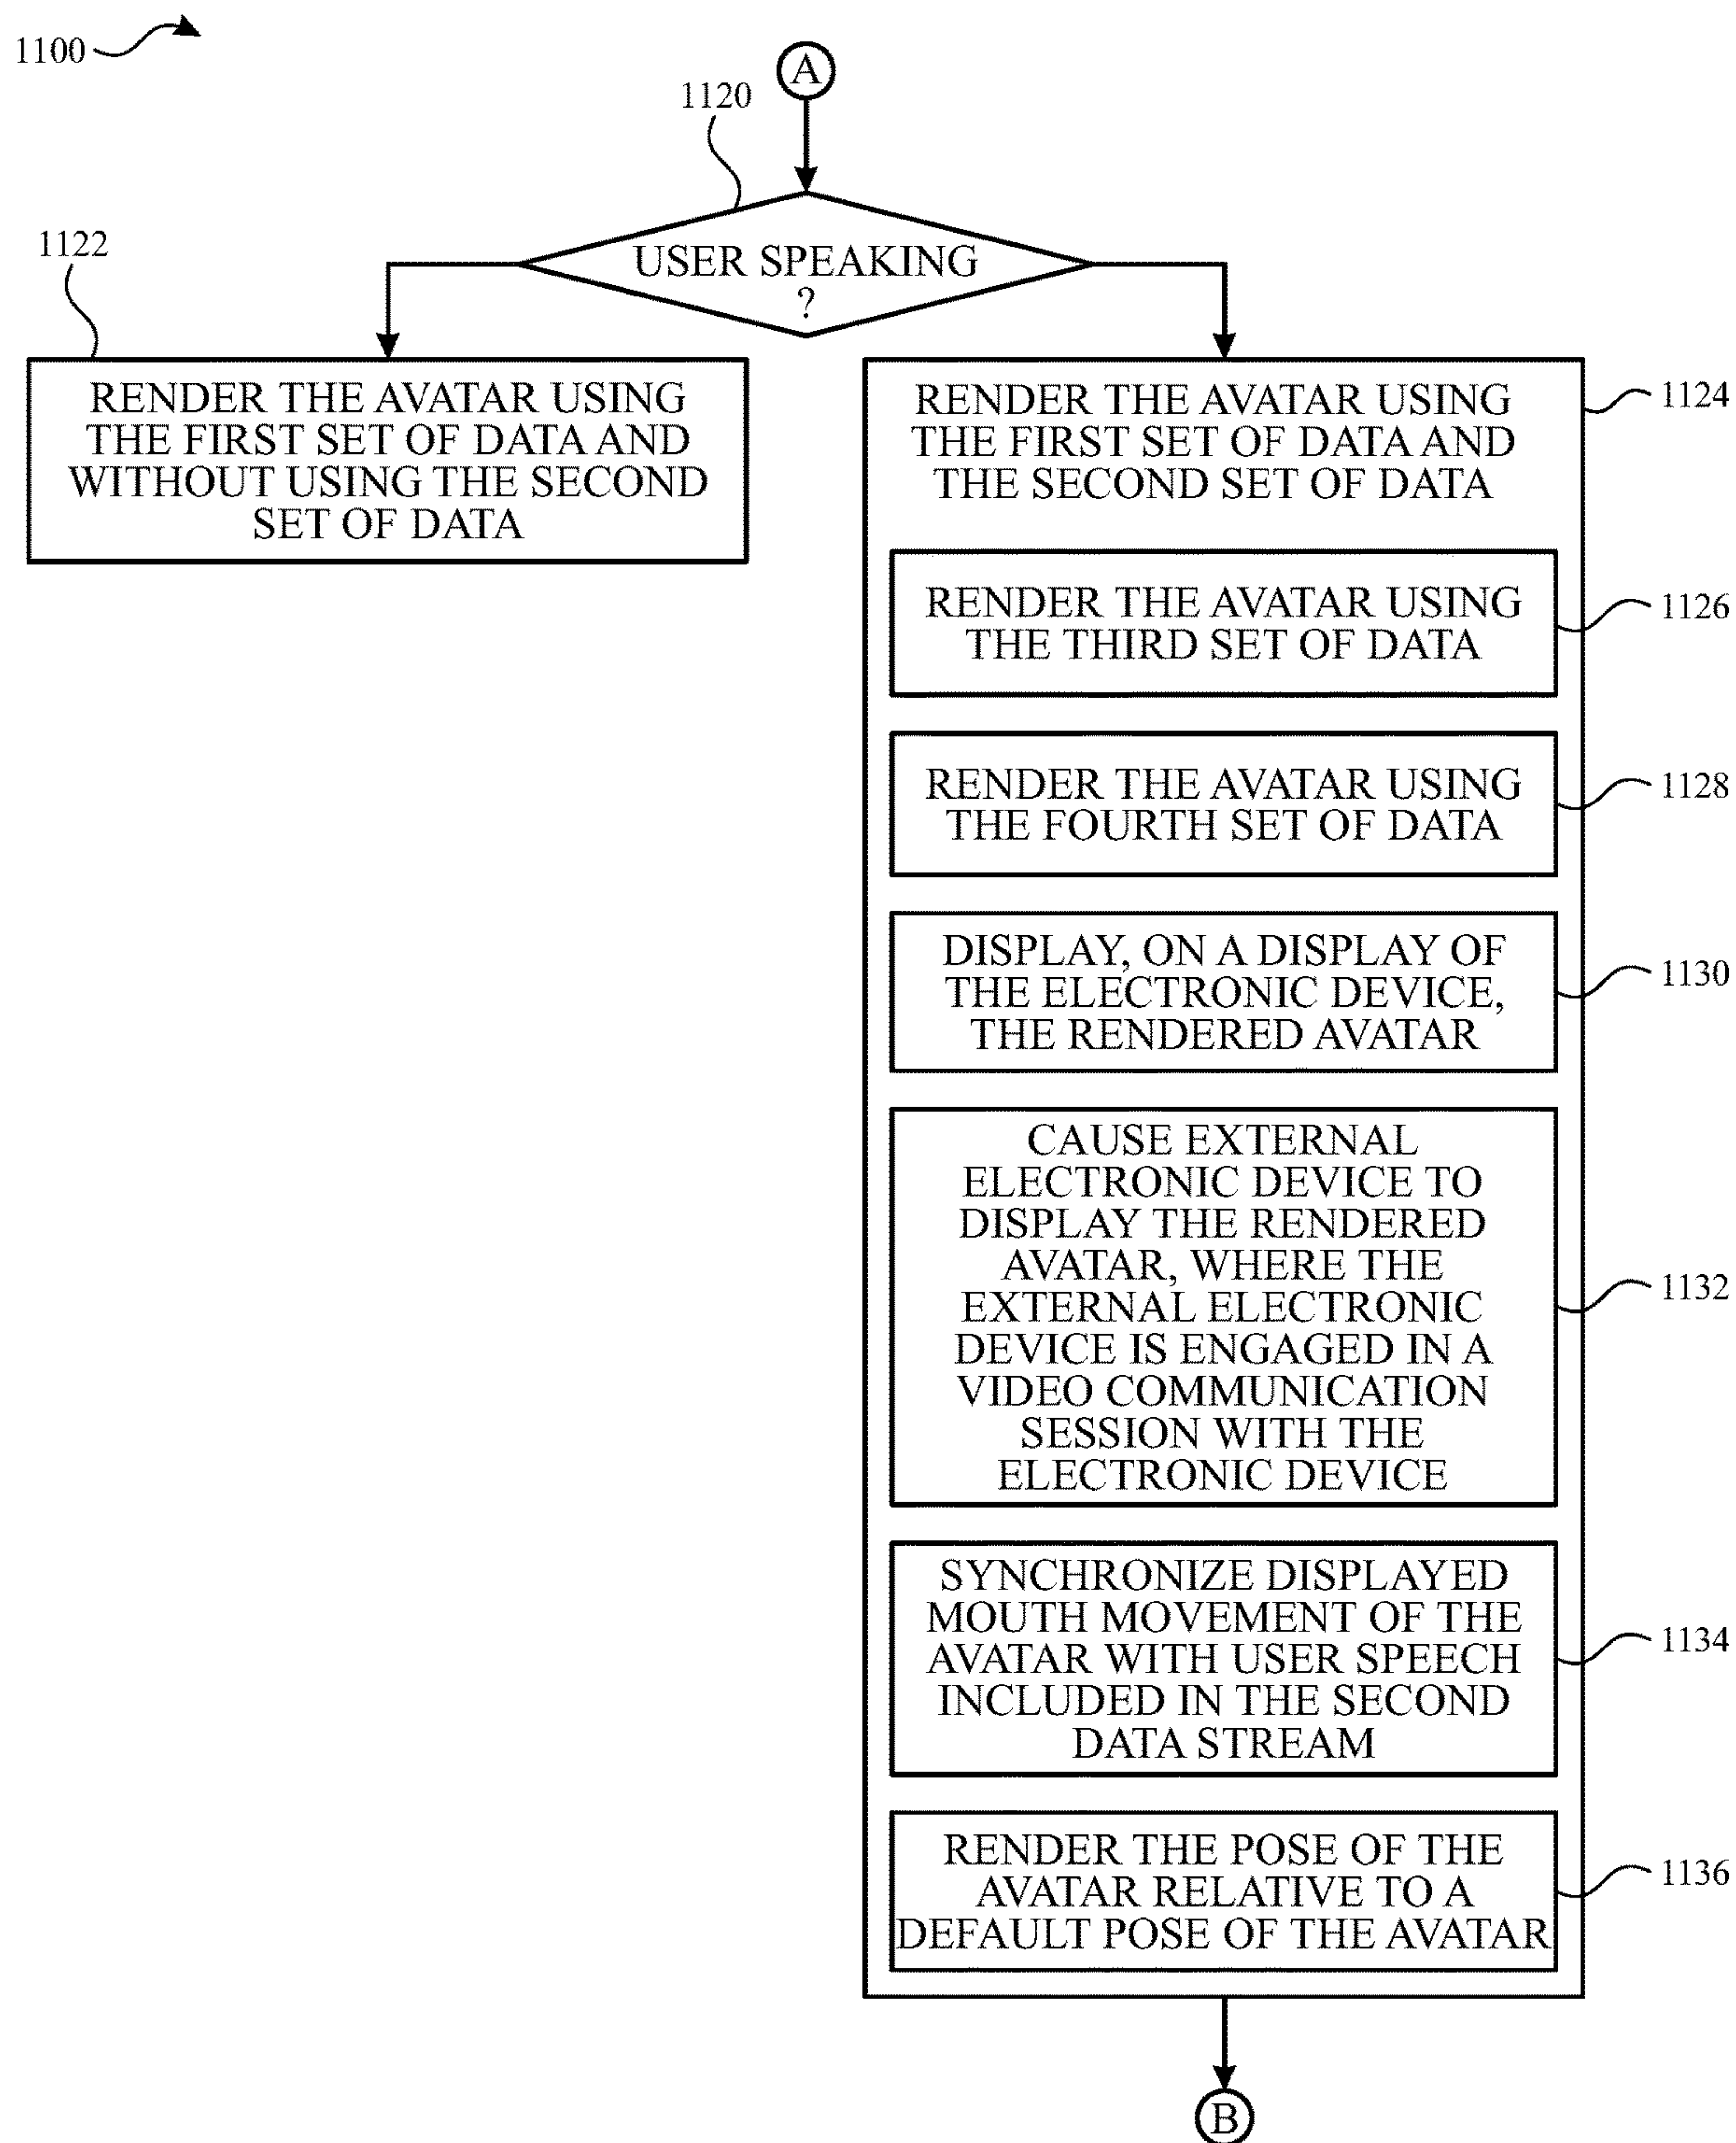 1100
A
1120
USER SPEAKING
?
1122
RENDER THE AVATAR USING
THE FIRST SET OF DATA AND
WITHOUT USING THE SECOND
SET OF DATA
RENDER THE AVATAR USING
THE FIRST SET OF DATA AND
THE SECOND SET OF DATA
1124
RENDER THE AVATAR USING
THE THIRD SET OF DATA
1126
RENDER THE AVATAR USING
THE FOURTH SET OF DATA
1128
DISPLAY, ON A DISPLAY OF
THE ELECTRONIC DEVICE,
THE RENDERED AVATAR
1130
CAUSE EXTERNAL
ELECTRONIC DEVICE TO
DISPLAY THE RENDERED
AVATAR, WHERE THE
EXTERNAL ELECTRONIC
DEVICE IS ENGAGED IN A
VIDEO COMMUNICATION
SESSION WITH THE
ELECTRONIC DEVICE
1132
SYNCHRONIZE DISPLAYED
MOUTH MOVEMENT OF THE
AVATAR WITH USER SPEECH
INCLUDED IN THE SECOND
DATA STREAM
1134
RENDER THE POSE OF THE
AVATAR RELATIVE TO A
DEFAULT POSE OF THE AVATAR
1136
B